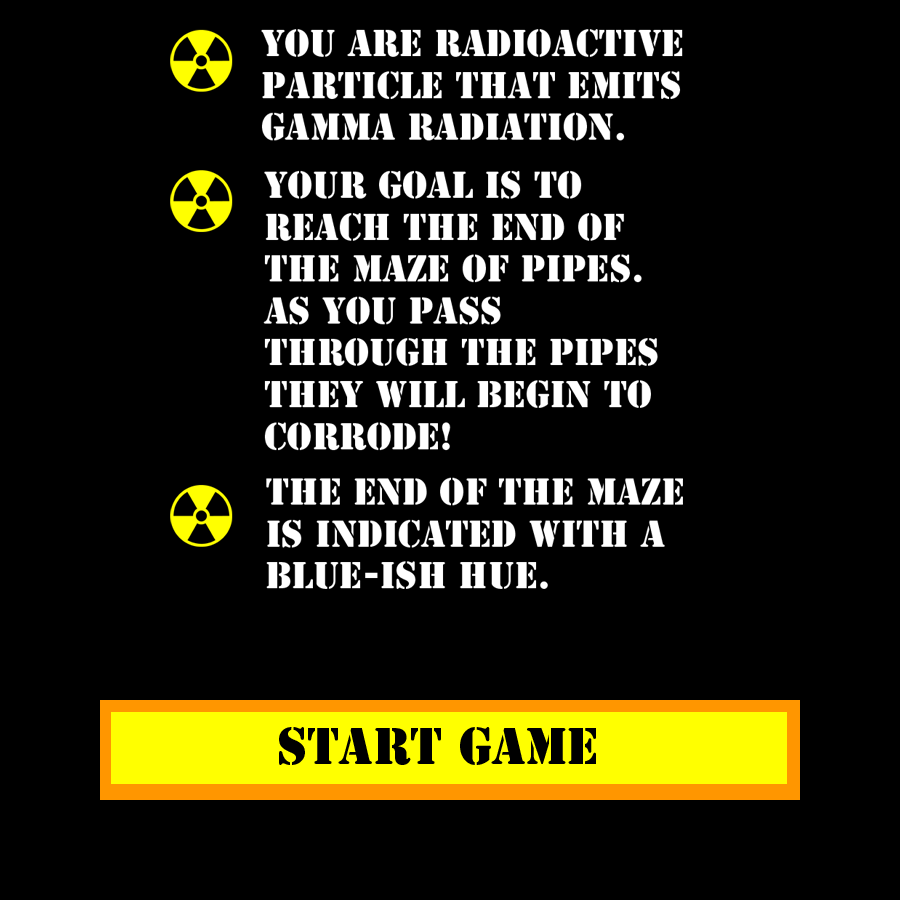 YOU ARE RADIOACTIVE
PARTICLE THAT EMITS
GAMMA RADIATION.
YOUR GOAL IS TO
REACH THE END OF
THE MAZE OF PIPES.
AS YOU PASS
THROUGH THE PIPES
THEY WILL BEGIN TO
CORRODE!
THE END OF THE MAZE
IS INDICATED WITH A
BLUE-ISH HUE.
START GAME